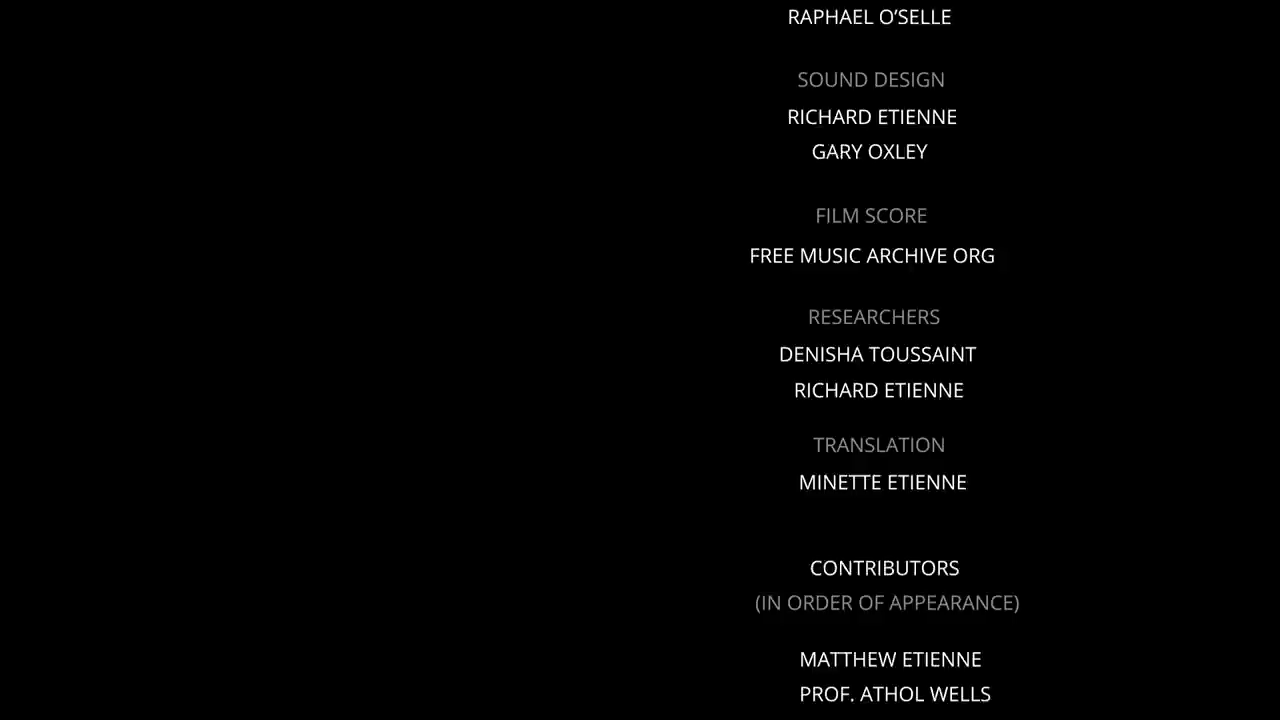 RAPHAEL O’SELLE
SOUND DESIGN
RICHARD ETIENNE
GARY OXLEY
FILM SCORE
FREE MUSIC ARCHIVE ORG
RESEARCHERS
DENISHA TOUSSAINT
RICHARD ETIENNE
TRANSLATION
MINETTE ETIENNE
CONTRIBUTORS
(IN ORDER OF APPEARANCE)
MATTHEW ETIENNE
PROF. ATHOL WELLS